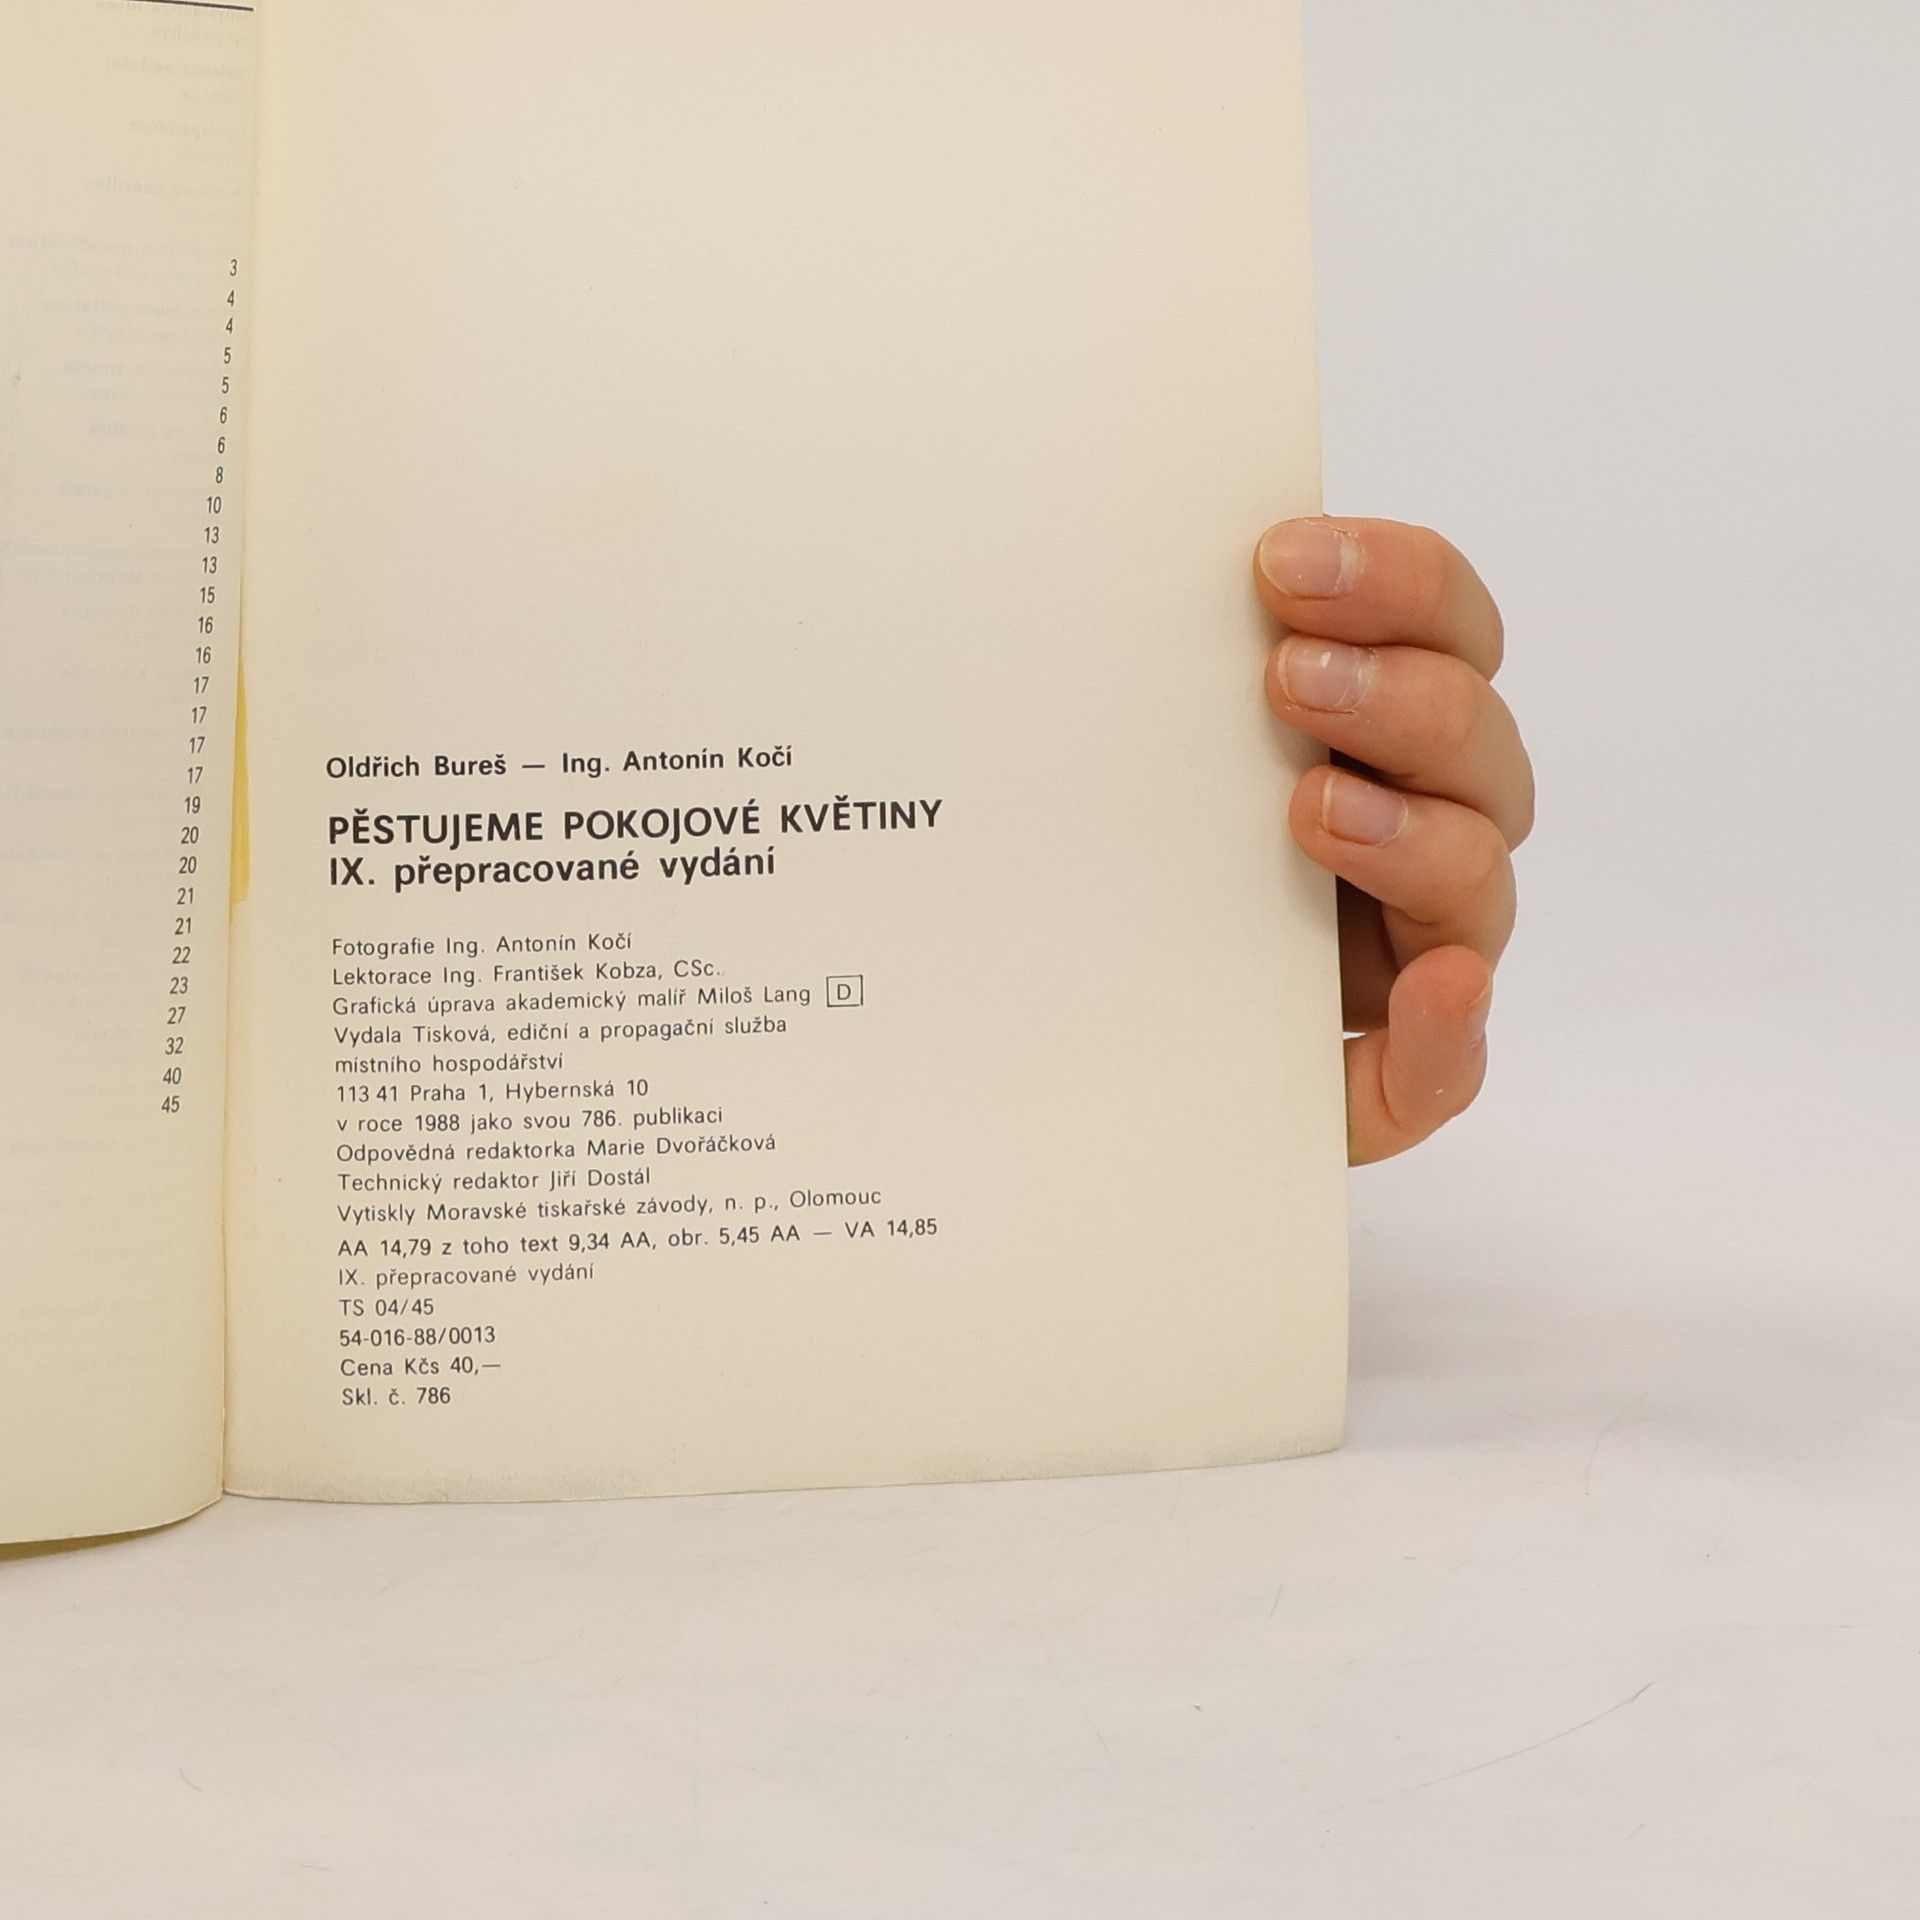 3
4
4
5
5
6
6
8
10
13
13
15
16
16
17
17
17
17
19
20
20
21
21
22
23
27
32
40
45
Oldřich Bureš — Ing. Antonín Kočí
PĚSTUJEME POKOJOVÉ KVĚTINY
IX. přepracované vydání
Fotografie Ing. Antonín Kočí
Lektorace Ing. František Kobza, CSc.
Grafická úprava akademický malíř Miloš Lang D
Vydala Tisková, ediční a propagační služba
místního hospodářství
113 41 Praha 1, Hybernská 10
v roce 1988 jako svou 786. publikaci
Odpovědná redaktorka Marie Dvořáčková
Technický redaktor Jiří Dostál
Vytiskly Moravské tiskařské závody, n. p., Olomouc
AA 14,79 z toho text 9,34 AA, obr. 5,45 AA — VA 14,85
IX. přepracované vydání
TS 04/45
54-016-88/0013
Cena Kčs 40,—
Skl. č. 786